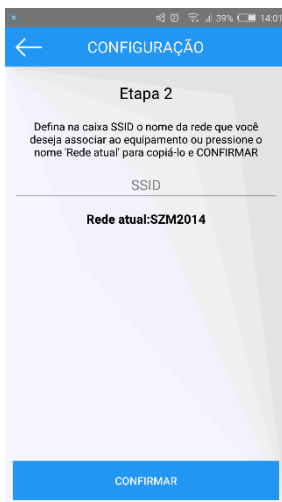 39% 14:01
CONFIGURAÇÃO
Etapa 2
Defina na caixa SSID o nome da rede que você
deseja associar ao equipamento ou pressione o
nome 'Rede atual' para copiá-lo e CONFIRMAR
SSID
Rede atual:SZM2014
CONFIRMAR